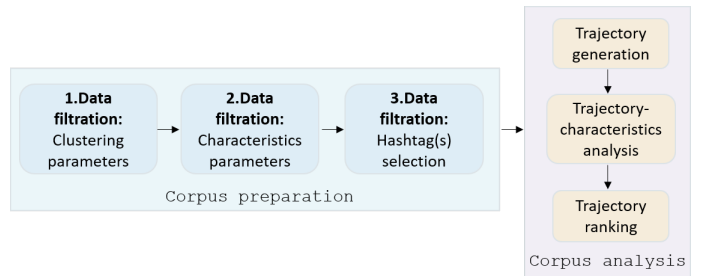 1.Data
filtration:
Clustering
parameters
2.Data
filtration:
Characteristics
parameters
3.Data
filtration:
Hashtag(s)
selection
Corpus preparation
Trajectory
generation
Trajectory-
characteristics
analysis
Trajectory
ranking
Corpus analysis